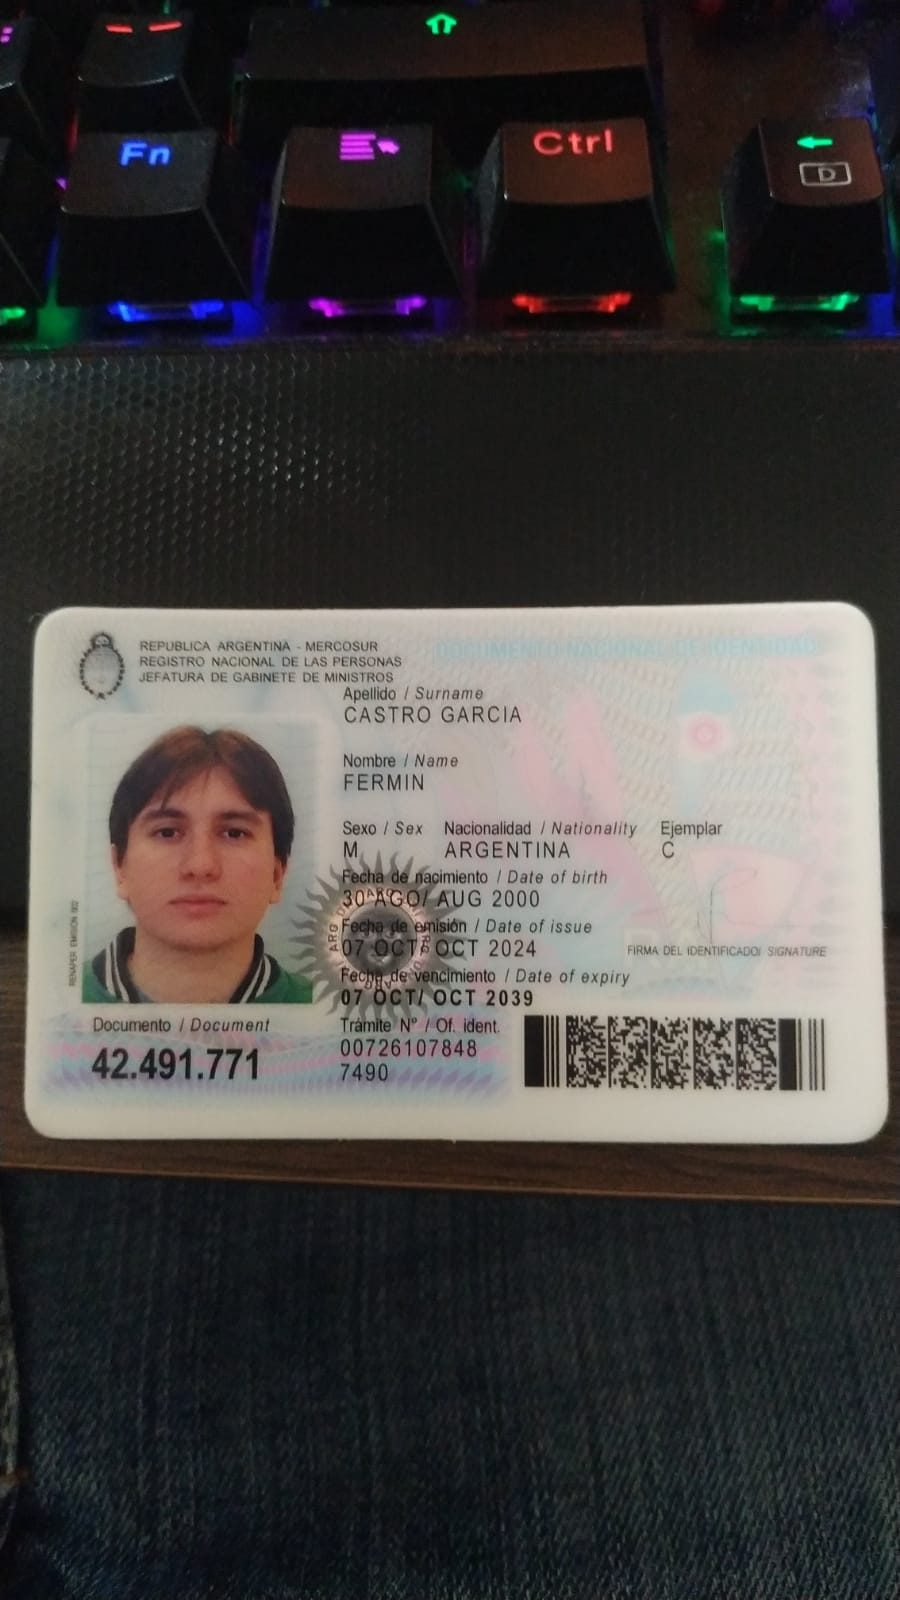 Fn
Ctrl
D
REPUBLICA ARGENTINA - MERCOSUR
REGISTRO NACIONAL DE LAS PERSONAS
JEFATURA DE GABINETE DE MINISTROS
DOCUMENTO NACIONAL DE IDENTIDAD
Apellido / Surname
CASTRO GARCIA
Nombre / Name
FERMIN
Sexo / Sex Nacionalidad / Nationality Ejemplar
M ARGENTINA C
Fecha de nacimiento / Date of birth
30 AGO/ AUG 2000
Fecha de emisión / Date of issue
07 OCT/ OCT 2024
FIRMA DEL IDENTIFICADO/ SIGNATURE
Fecha de vencimiento / Date of expiry
07 OCT/ OCT 2039
Documento / Document
42.491.771
Trámite Nº / Of. ident.
00726107848
7490